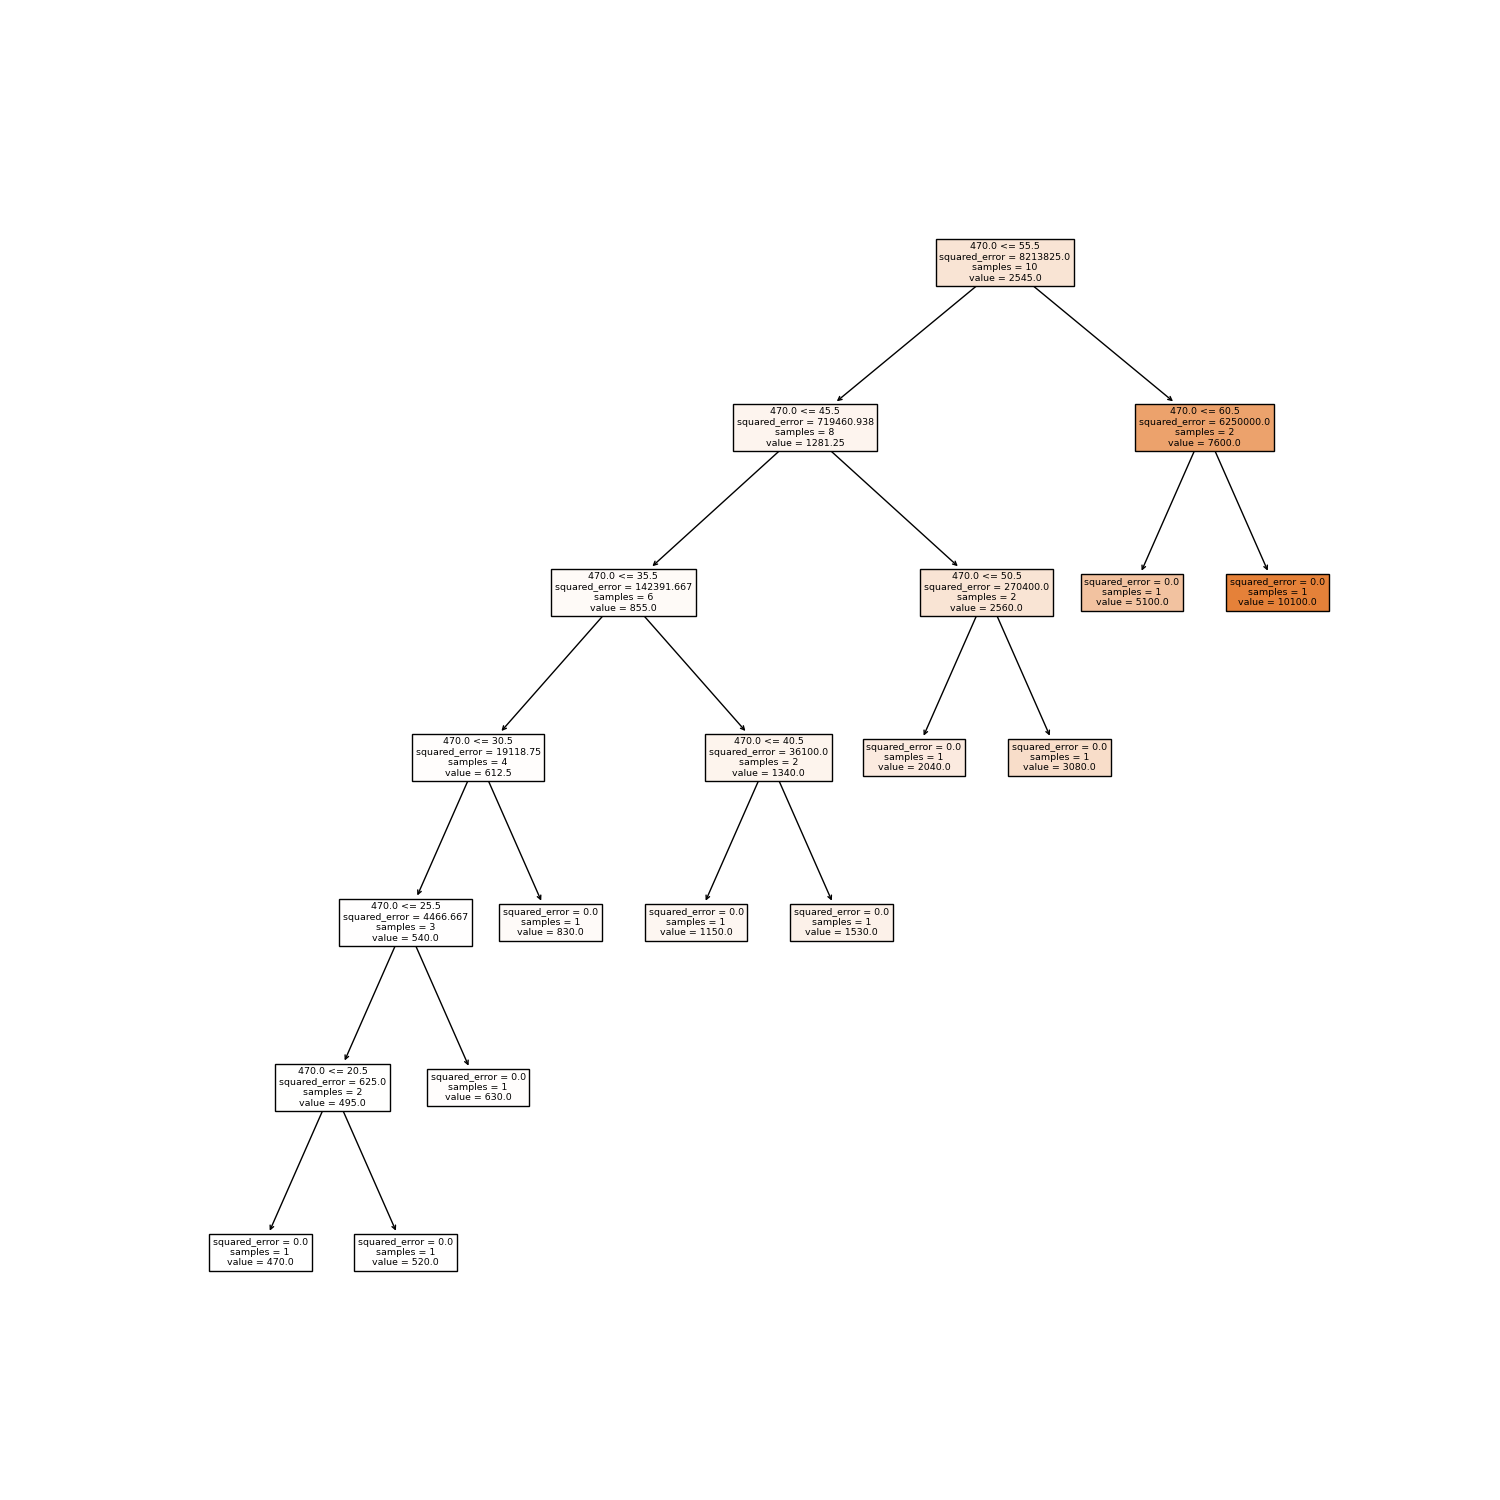 470.0 <= 55.5
squared_error = 8213825.0
samples = 10
value = 2545.0
470.0 <= 45.5
squared_error = 719460.938
samples = 8
value = 1281.25
470.0 <= 60.5
squared_error = 6250000.0
samples = 2
value = 7600.0
470.0 <= 35.5
squared_error = 142391.667
samples = 6
value = 855.0
470.0 <= 50.5
squared_error = 270400.0
samples = 2
value = 2560.0
squared_error = 0.0
samples = 1
value = 5100.0
squared_error = 0.0
samples = 1
value = 10100.0
470.0 <= 30.5
squared_error = 19118.75
samples = 4
value = 612.5
470.0 <= 40.5
squared_error = 36100.0
samples = 2
value = 1340.0
squared_error = 0.0
samples = 1
value = 2040.0
squared_error = 0.0
samples = 1
value = 3080.0
470.0 <= 25.5
squared_error = 4466.667
samples = 3
value = 540.0
squared_error = 0.0
samples = 1
value = 830.0
squared_error = 0.0
samples = 1
value = 1150.0
squared_error = 0.0
samples = 1
value = 1530.0
470.0 <= 20.5
squared_error = 625.0
samples = 2
value = 495.0
squared_error = 0.0
samples = 1
value = 630.0
squared_error = 0.0
samples = 1
value = 470.0
squared_error = 0.0
samples = 1
value = 520.0